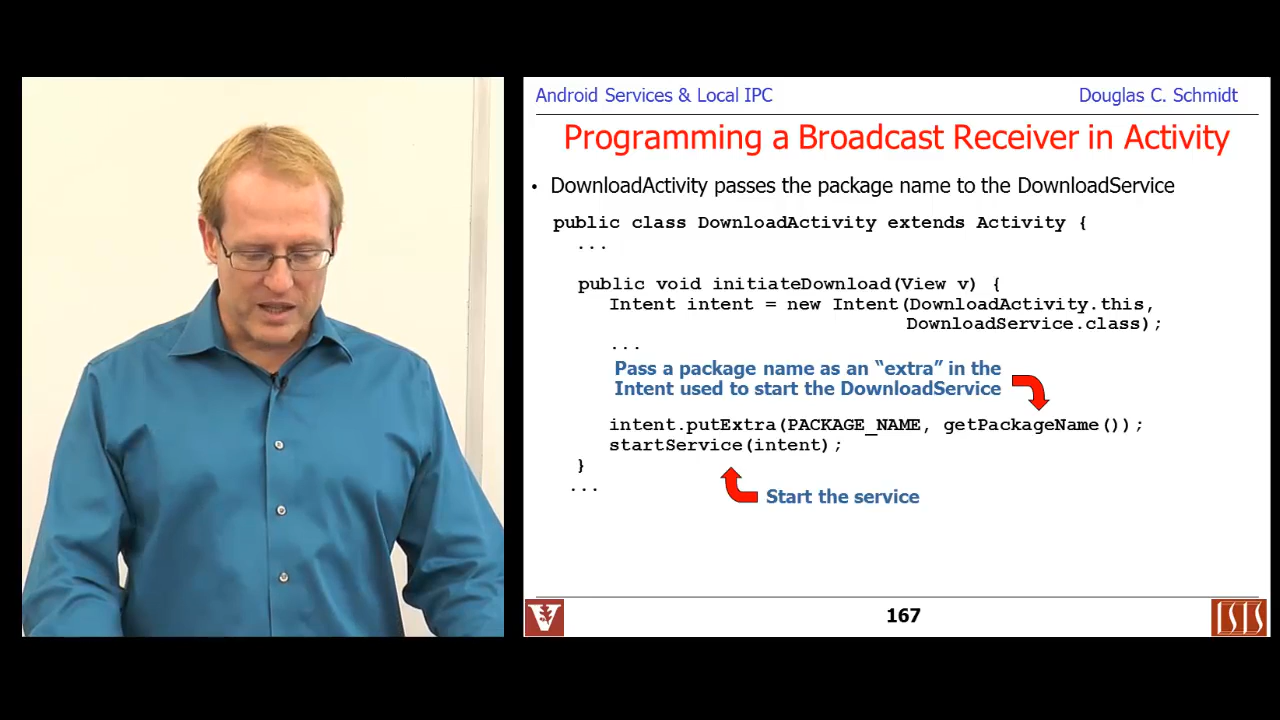 Android Services & Local IPC
Douglas C. Schmidt
Programming a Broadcast Receiver in Activity
• DownloadActivity passes the package name to the DownloadService
public class DownloadActivity extends Activity {
...
public void initiateDownload(View v) {
Intent intent = new Intent(DownloadActivity.this,
DownloadService.class);
...
Pass a package name as an “extra” in the
Intent used to start the DownloadService
intent.putExtra(PACKAGE_NAME, getPackageName());
startService(intent);
}
...
Start the service
V
167
ISIS